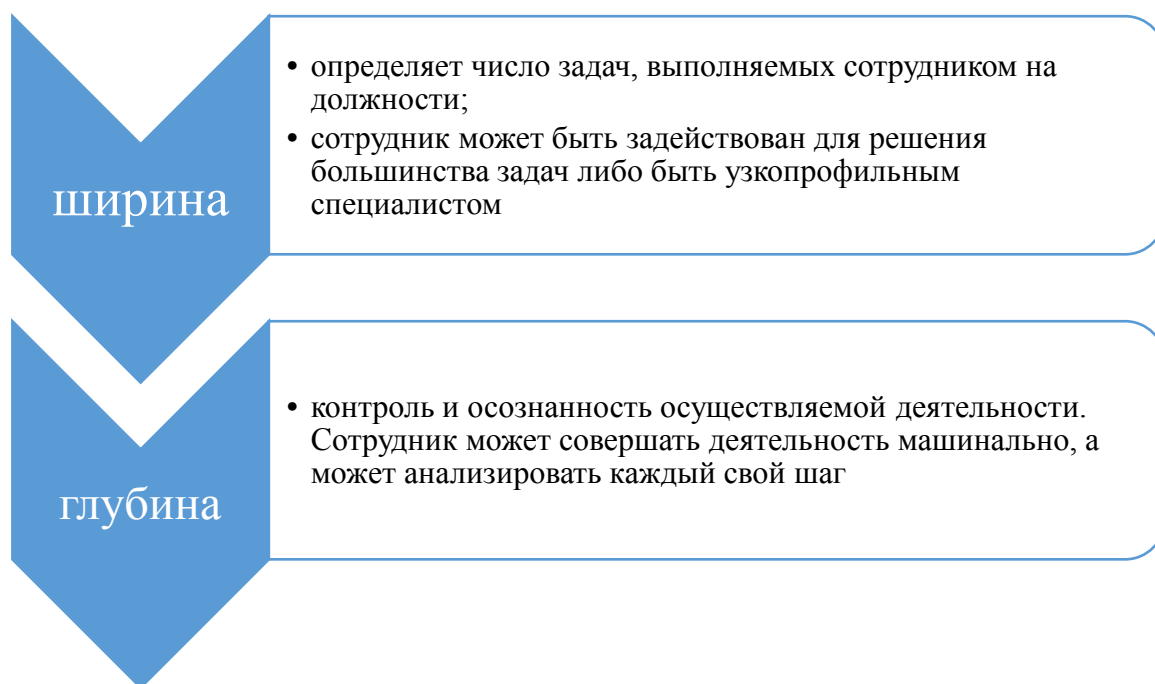 ширина
• определяет число задач, выполняемых сотрудником на
должности;
• сотрудник может быть задействован для решения
большинства задач либо быть узкопрофильным
специалистом
глубина
• контроль и осознанность осуществляемой деятельности.
Сотрудник может совершать деятельность машинально, а
может анализировать каждый свой шаг